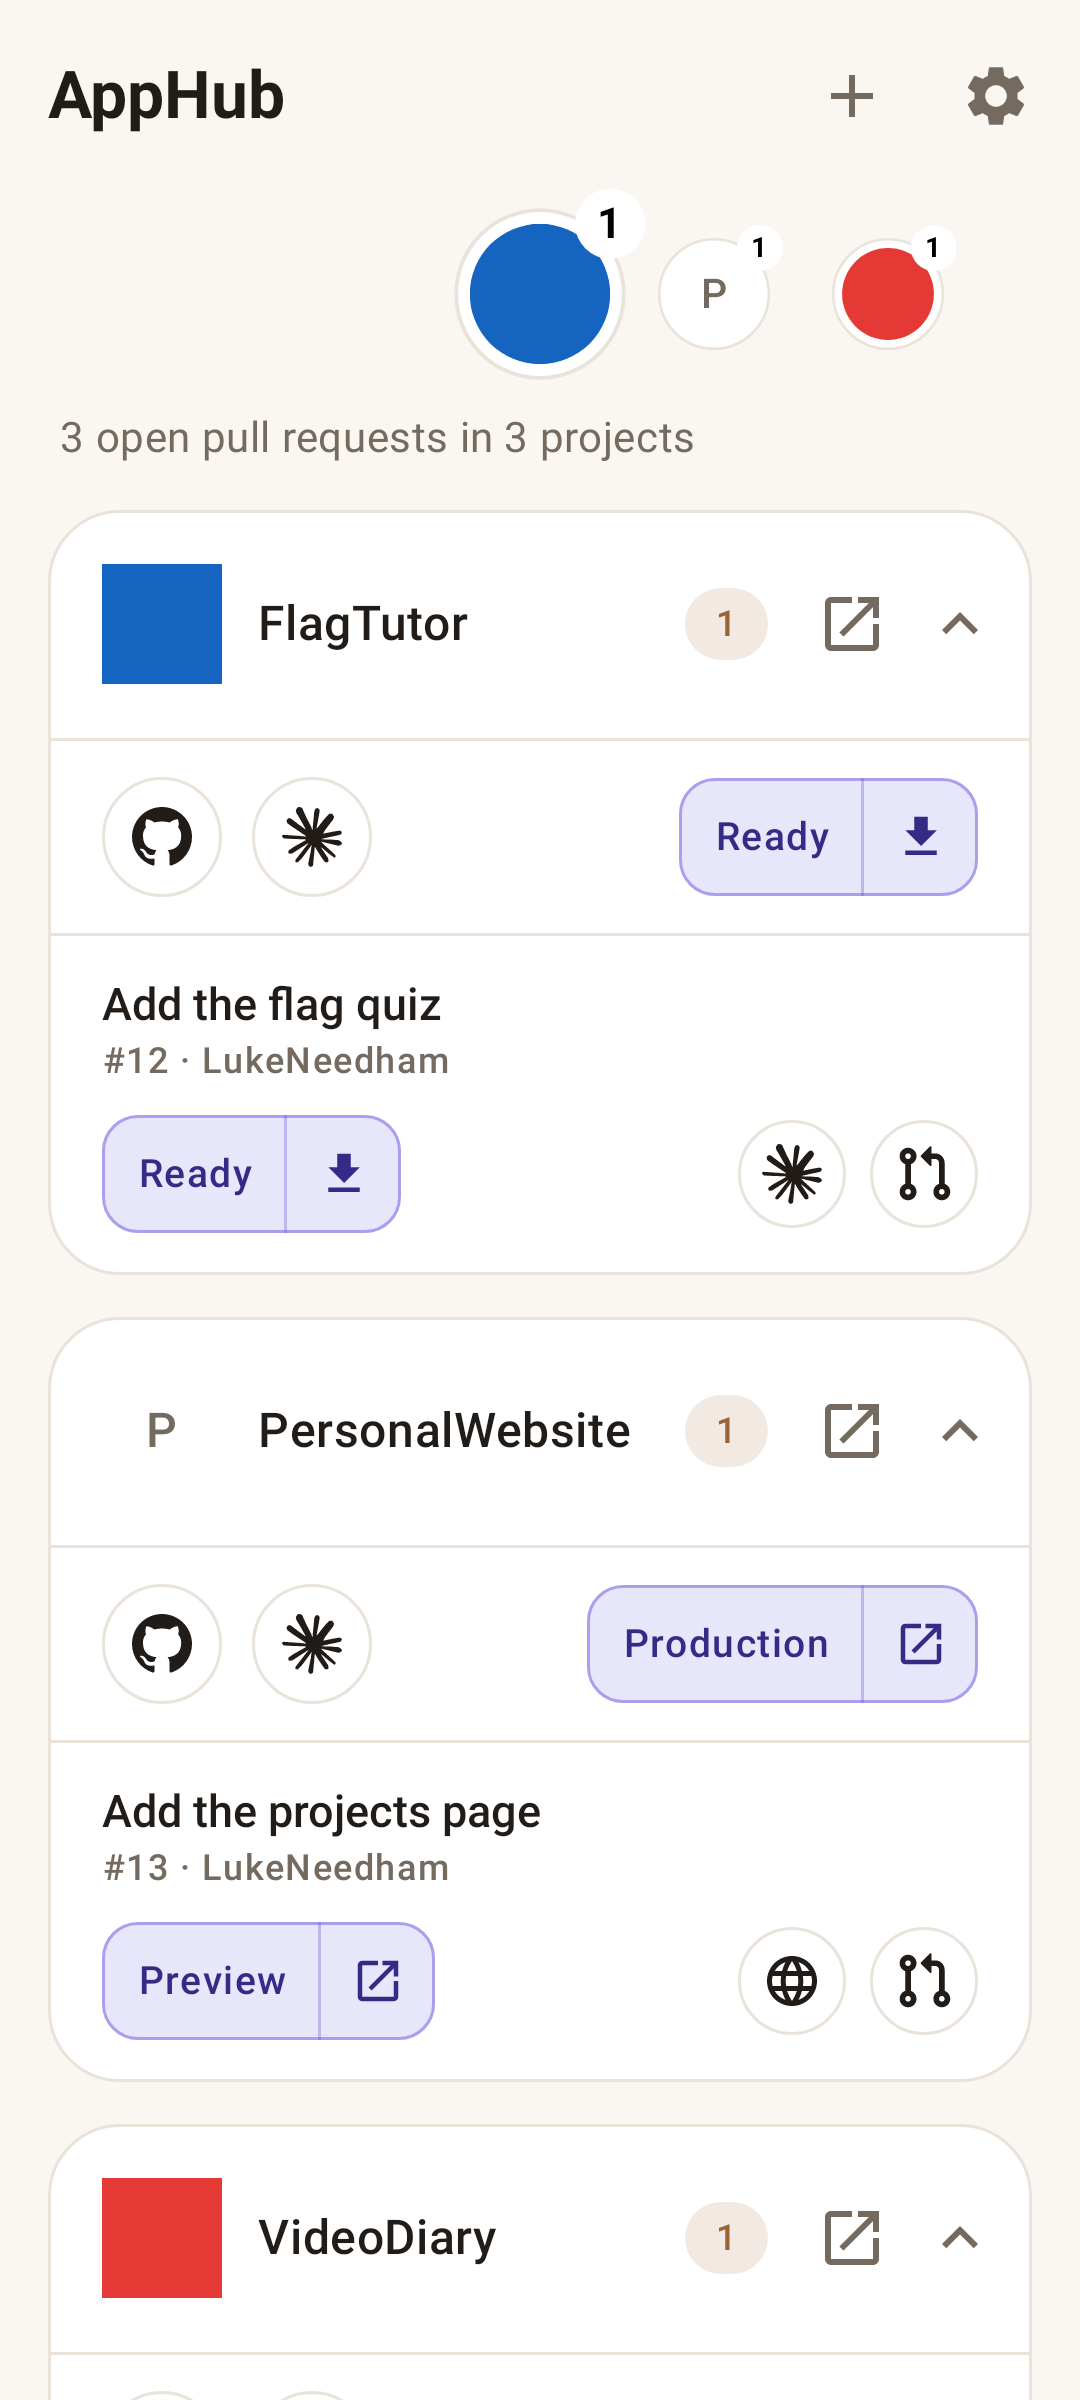 AppHub
1
P
1
1
3 open pull requests in 3 projects
FlagTutor
1
Ready
Add the flag quiz
#12 · LukeNeedham
Ready
P
PersonalWebsite
1
Production
Add the projects page
#13 · LukeNeedham
Preview
VideoDiary
1